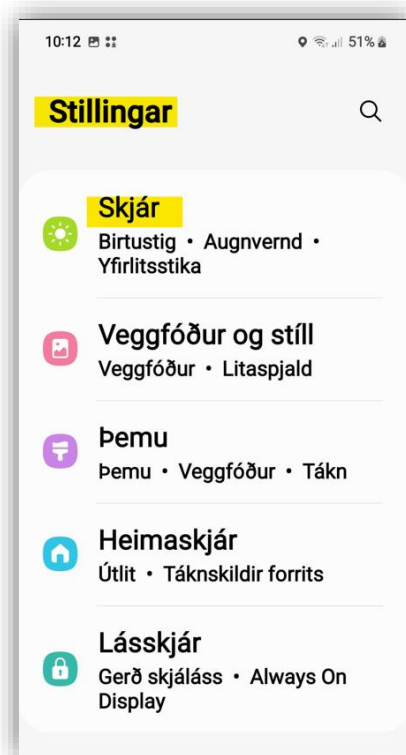 10:12 51%
Stillingar
Skjár
Birtustig • Augnvernd •
Yfirlitsstika
Veggfóður og stíll
Veggfóður • Litaspjald
Þemu
Þemu • Veggfóður • Tákn
Heimaskjár
Útlit • Táknskildir forrits
Lásskjár
Gerð skjáláss • Always On
Display